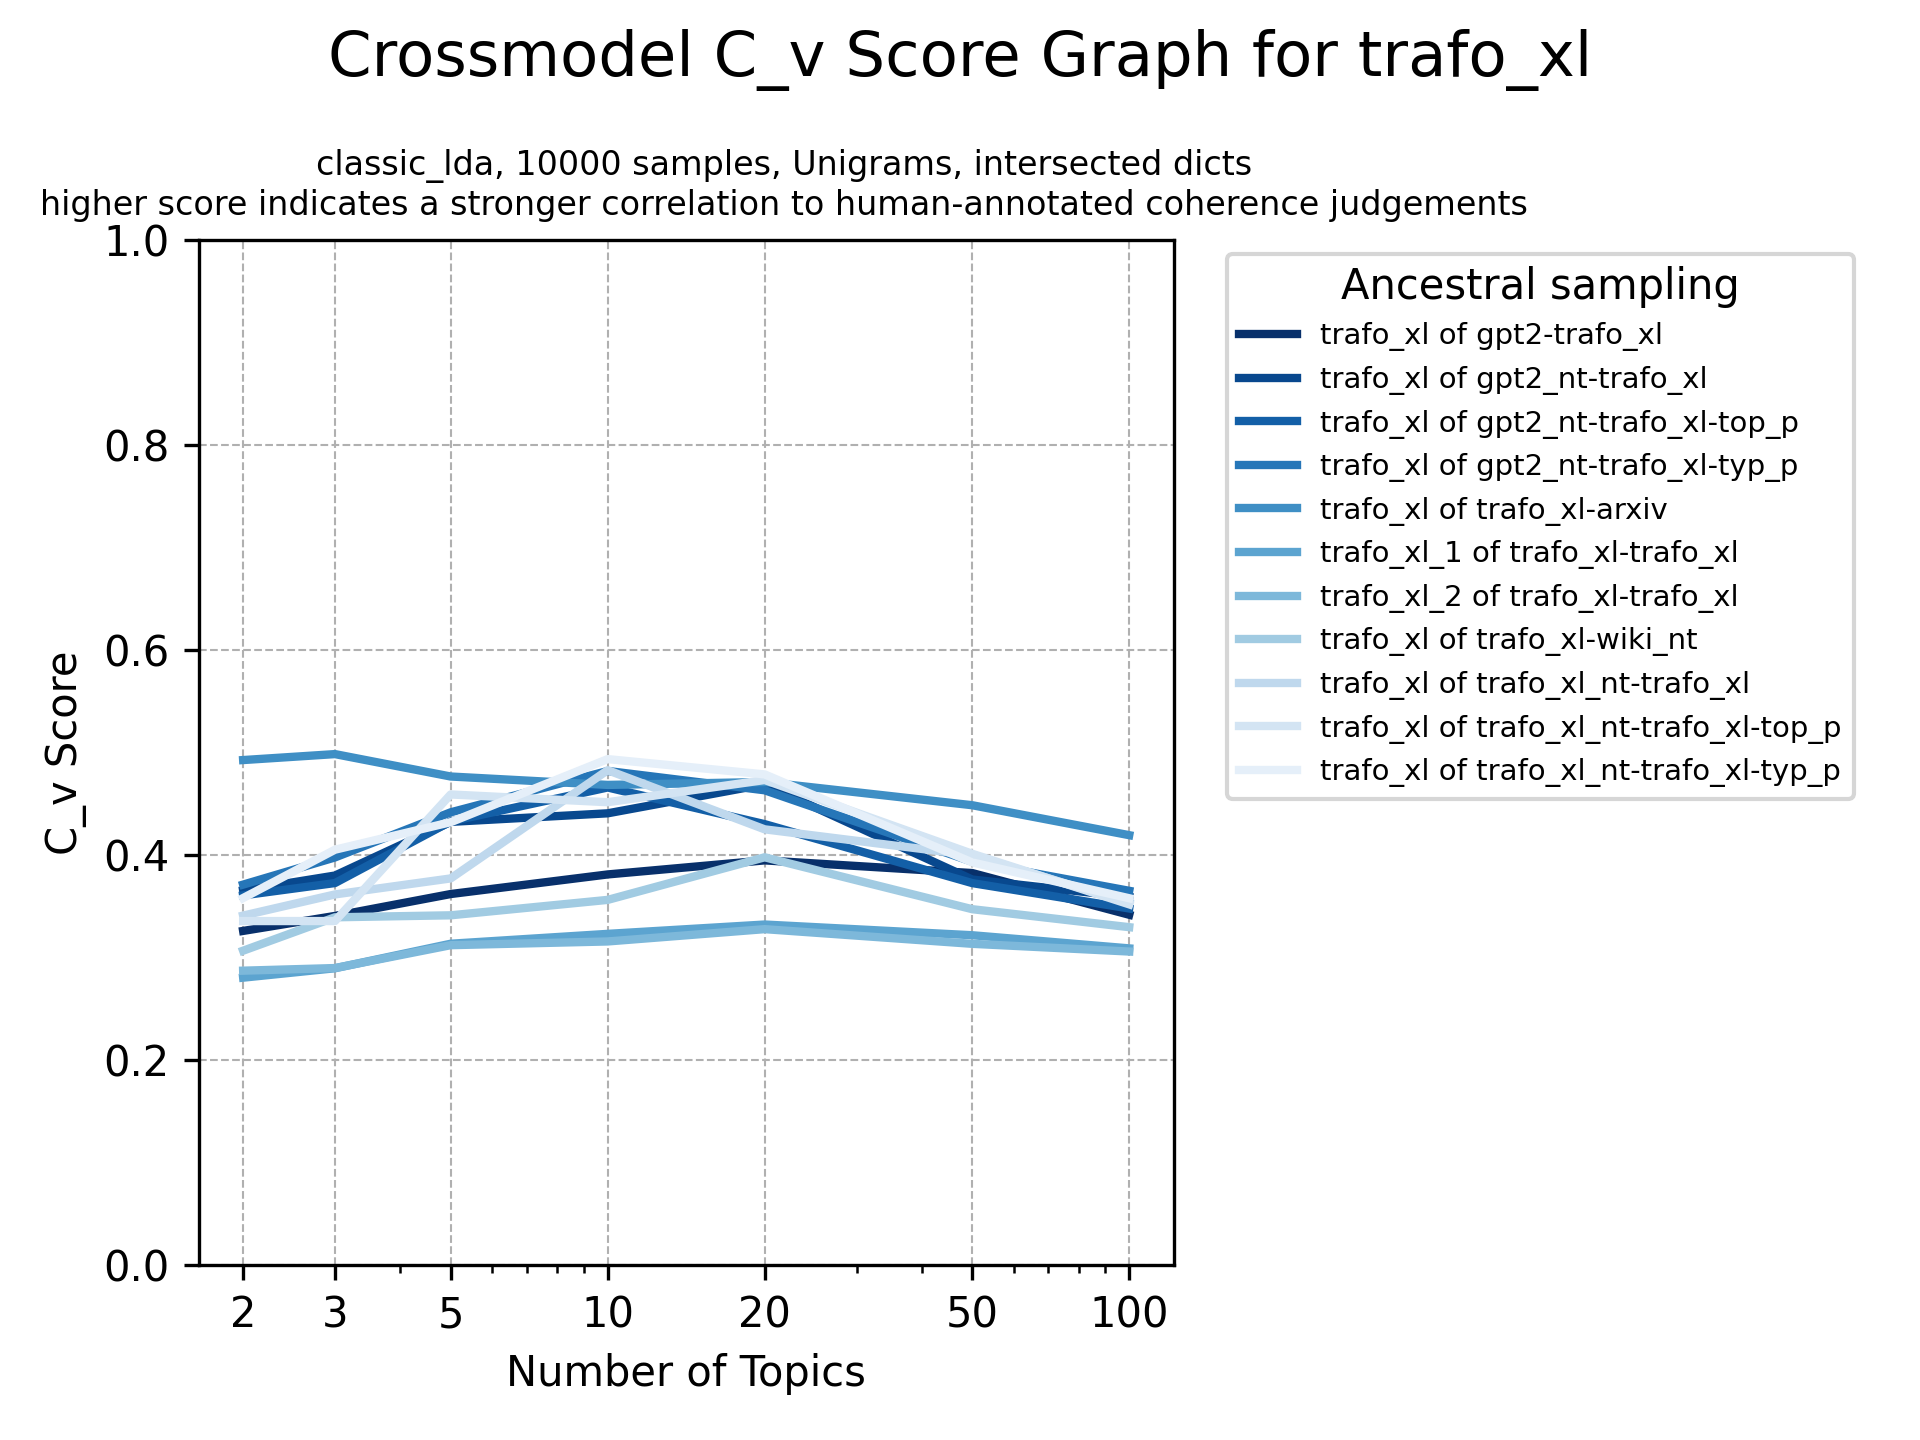 Crossmodel C_v Score Graph for trafo_xl
classic_lda, 10000 samples, Unigrams, intersected dicts
higher score indicates a stronger correlation to human-annotated coherence judgements
1.0
0.8
0.6
0.4
0.2
0.0
C_v Score
2 3 5 10 20 50 100
Number of Topics
Ancestral sampling
trafo_xl of gpt2-trafo_xl
trafo_xl of gpt2_nt-trafo_xl
trafo_xl of gpt2_nt-trafo_xl-top_p
trafo_xl of gpt2_nt-trafo_xl-typ_p
trafo_xl of trafo_xl-arxiv
trafo_xl_1 of trafo_xl-trafo_xl
trafo_xl_2 of trafo_xl-trafo_xl
trafo_xl of trafo_xl-wiki_nt
trafo_xl of trafo_xl_nt-trafo_xl
trafo_xl of trafo_xl_nt-trafo_xl-top_p
trafo_xl of trafo_xl_nt-trafo_xl-typ_p